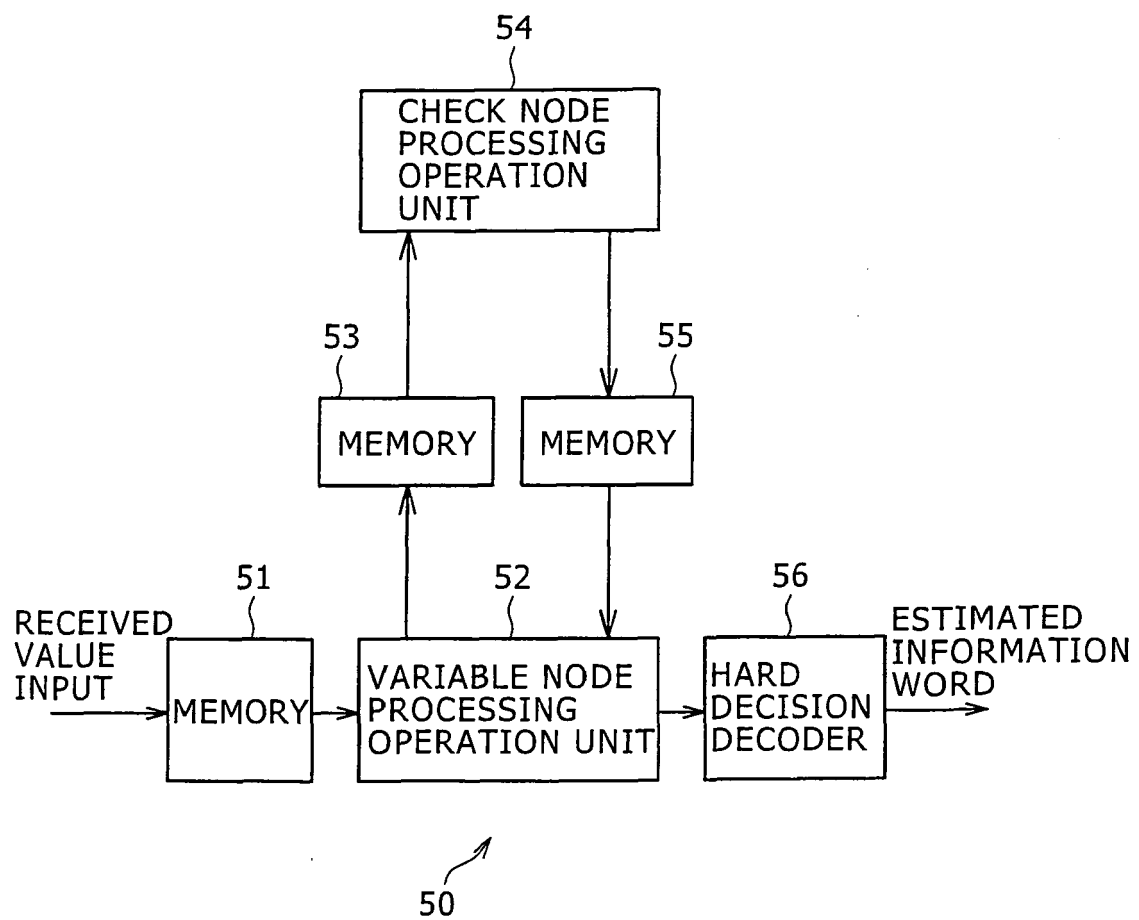 54
CHECK NODE
PROCESSING
OPERATION
UNIT
53
55
MEMORY
MEMORY
51
52
56
RECEIVED
VALUE
INPUT
MEMORY
VARIABLE NODE
PROCESSING
OPERATION UNIT
HARD
DECISION
DECODER
ESTIMATED
INFORMATION
WORD
50